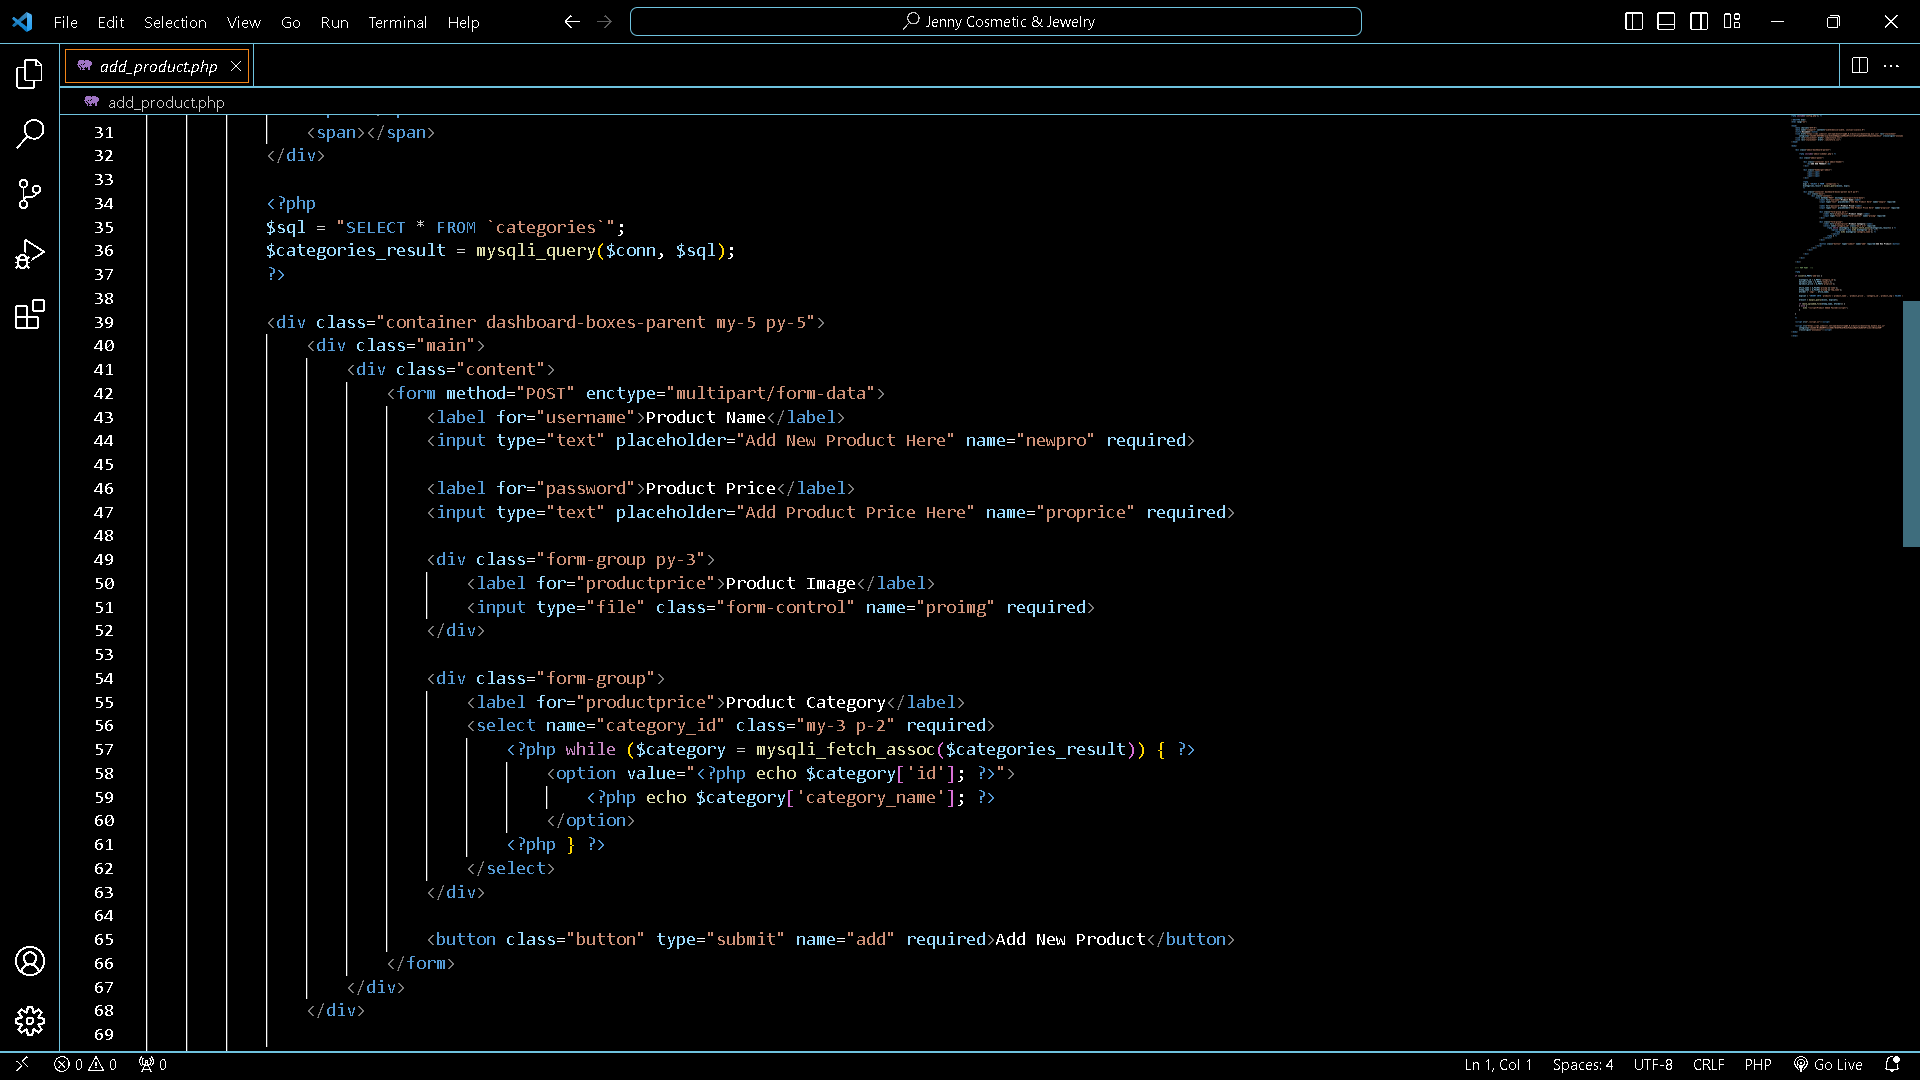 File Edit Selection View Go Run Terminal Help
Jenny Cosmetic & Jewelry
add_product.php
add_product.php
31 <span></span>
32 </div>
33
34 <?php
35 $sql = "SELECT * FROM `categories`";
36 $categories_result = mysqli_query($conn, $sql);
37 ?>
38
39 <div class="container dashboard-boxes-parent my-5 py-5">
40 <div class="main">
41 <div class="content">
42 <form method="POST" enctype="multipart/form-data">
43 <label for="username">Product Name</label>
44 <input type="text" placeholder="Add New Product Here" name="newpro" required>
45
46 <label for="password">Product Price</label>
47 <input type="text" placeholder="Add Product Price Here" name="proprice" required>
48
49 <div class="form-group py-3">
50 <label for="productprice">Product Image</label>
51 <input type="file" class="form-control" name="proimg" required>
52 </div>
53
54 <div class="form-group">
55 <label for="productprice">Product Category</label>
56 <select name="category_id" class="my-3 p-2" required>
57 <?php while ($category = mysqli_fetch_assoc($categories_result)) { ?>
58 <option value="<?php echo $category['id']; ?>">
59 <?php echo $category['category_name']; ?>
60 </option>
61 <?php } ?>
62 </select>
63 </div>
64
65 <button class="button" type="submit" name="add" required>Add New Product</button>
66 </form>
67 </div>
68 </div>
69
0 0 0
Ln 1, Col 1 Spaces: 4 UTF-8 CRLF PHP Go Live